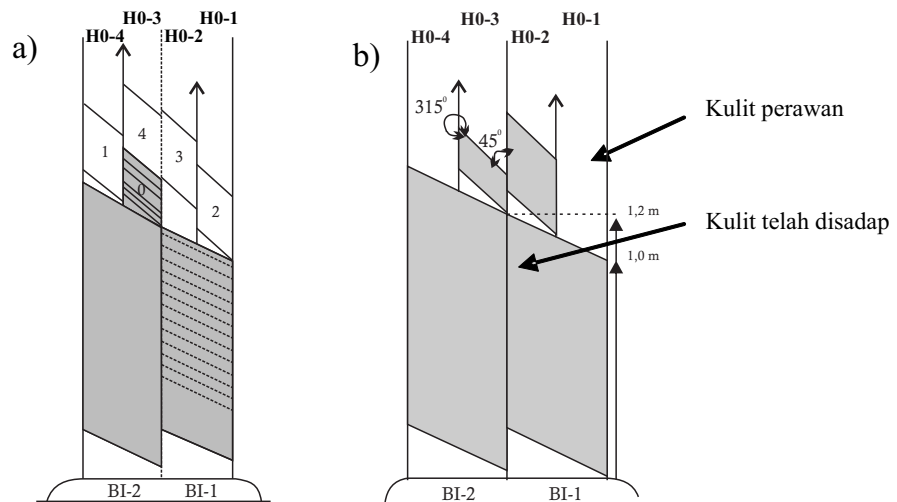 a)
H0-3 H0-1
H0-4 H0-2
4
1
3
0
2
BI-2 BI-1
b)
H0-3 H0-1
H0-4 H0-2
315⁰
45⁰
Kulit perawan
1,2 m
Kulit telah disadap
1,0 m
BI-2 BI-1